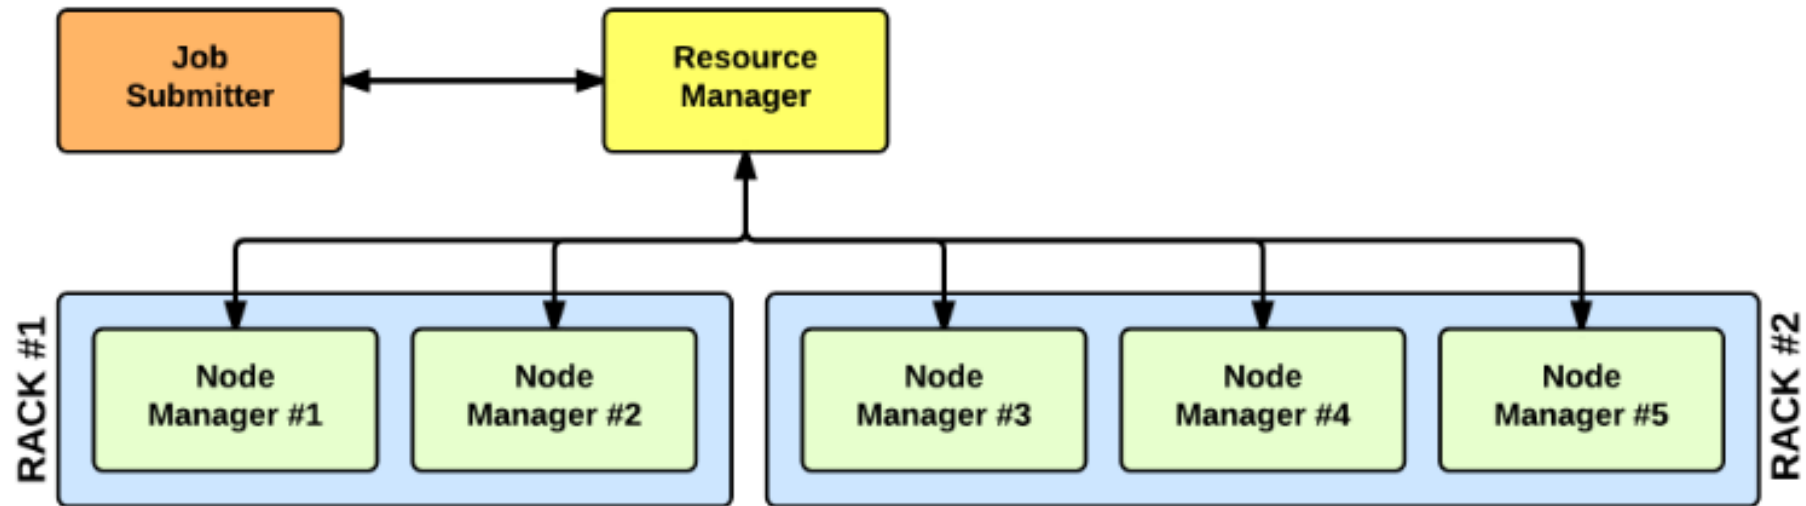 Job
Submitter
Resource
Manager
RACK #1
Node
Manager #1
Node
Manager #2
Node
Manager #3
Node
Manager #4
Node
Manager #5
RACK #2